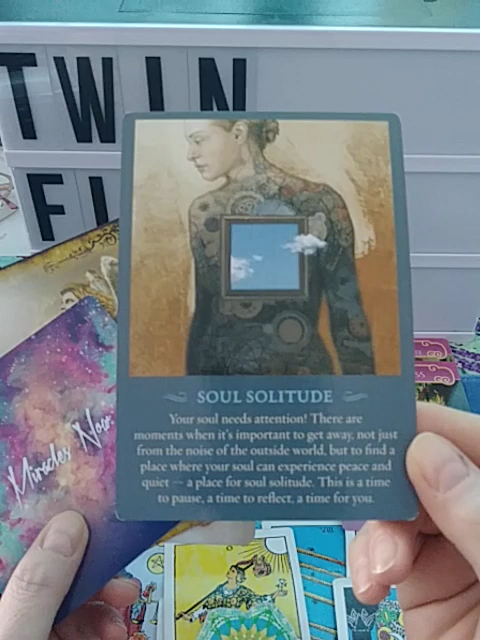 TWIN
FL
SOUL SOLITUDE
Your soul needs attention! There are
moments when it's important to get away, not just
from the noise of the outside world, but to find a
place where your soul can experience peace and
quiet — a place for soul solitude. This is a time
to pause, a time to reflect, a time for you.
Miracles Now